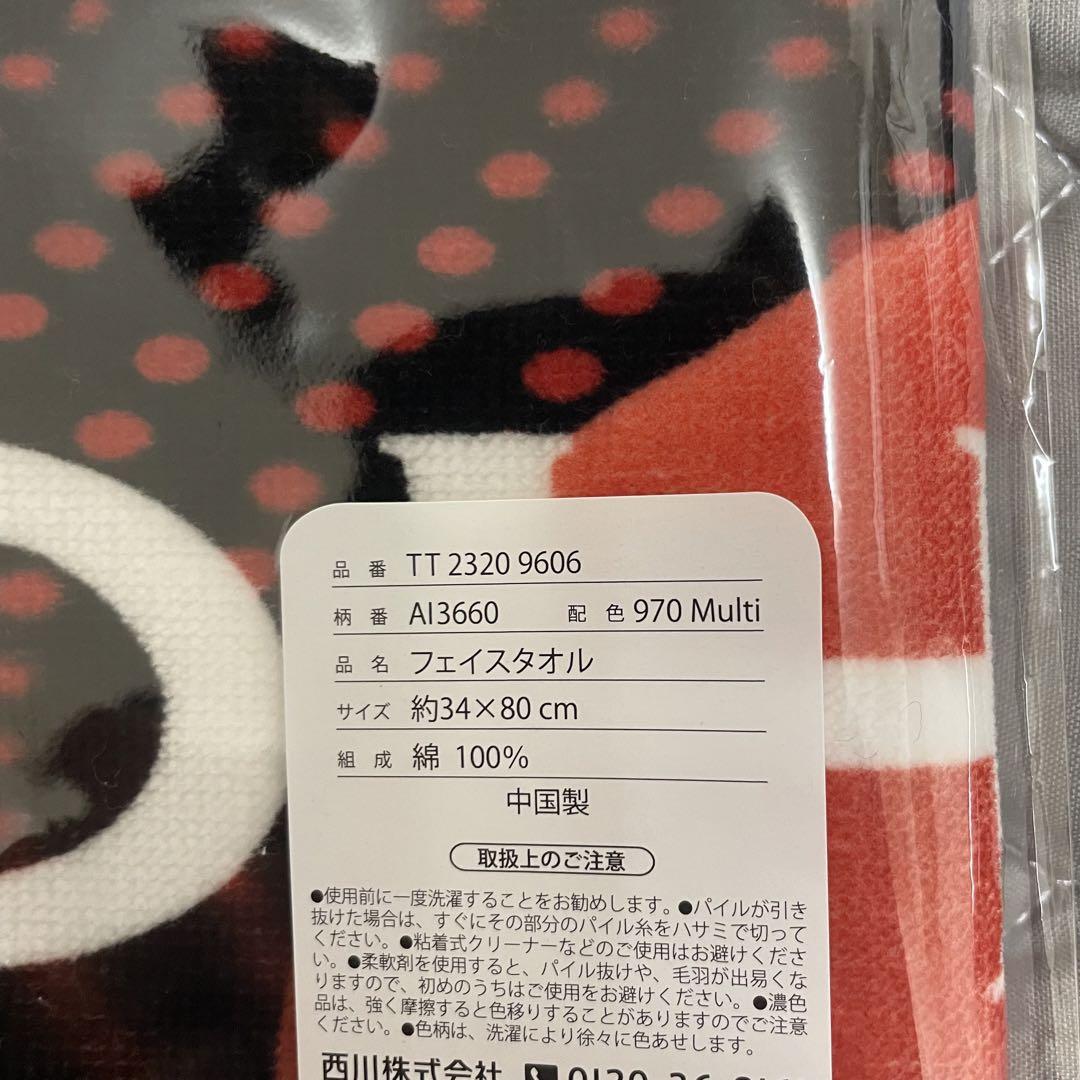 品番 TT 2320 9606
柄番 AI3660 配色 970 Multi
品名 フェイスタオル
サイズ 約34×80 cm
組成 綿 100%
中国製
取扱上のご注意
●使用前に一度洗濯することをお勧めします。●パイルが引き
抜けた場合は、すぐにその部分のパイル糸をハサミで切って
ください。●粘着式クリーナーなどのご使用はお避けくださ
い。●柔軟剤を使用すると、パイル抜けや、毛羽が出易くな
りますので、初めのうちはご使用をお避けください。●濃色
品は、強く摩擦すると色移りすることがありますのでご注意
ください。●色柄は、洗濯により徐々に色あせします。
西川株式会社 0120-36-